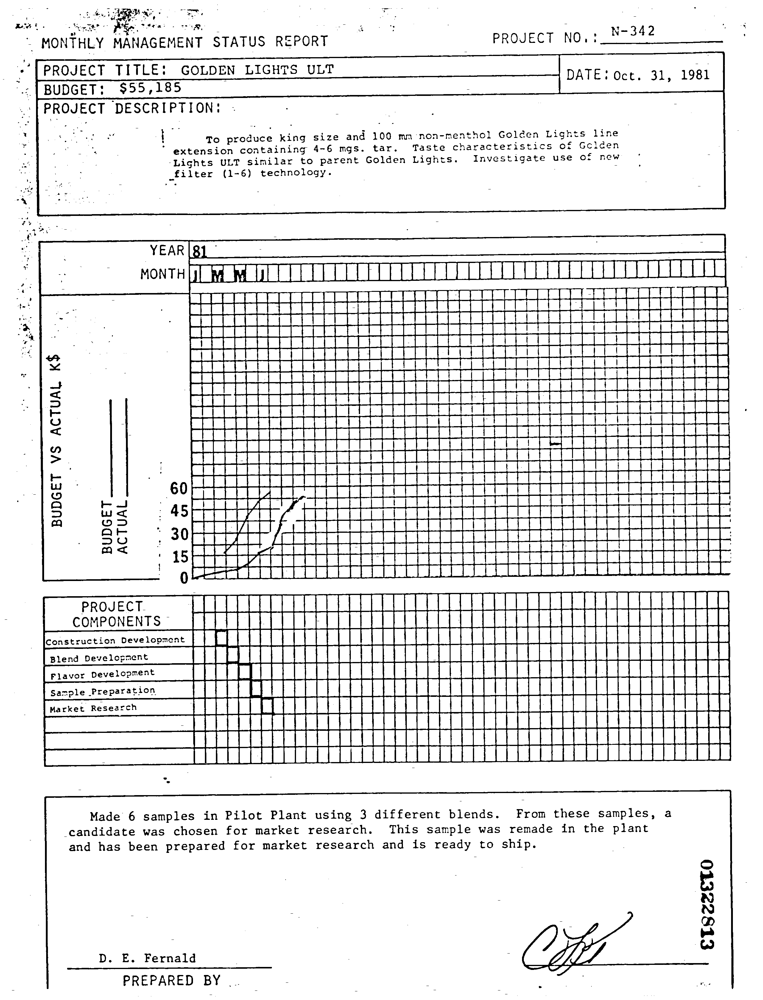 MONTHLY MANAGEMENT STATUS REPORT
PROJECT NO.: N-342
PROJECT TITLE: GOLDEN LIGHTS ULT
DATE: Oct. 31, 1981
BUDGET: $55,185
PROJECT DESCRIPTION:
To produce king size and 100 mm non-menthol Golden Lights line
extension containing 4-6 mgs. tar. Taste characteristics of Golden
Lights ULT similar to parent Golden Lights. Investigate use of new
filter (1-6) technology.
YEAR 81
MONTH J M M J
BUDGET VS ACTUAL K$
BUDGET
ACTUAL
60
45
30
15
0
PROJECT
COMPONENTS
Construction Development
Blend Development
Flavor Development
Sample Preparation
Market Research
Made 6 samples in Pilot Plant using 3 different blends. From these samples, a
candidate was chosen for market research. This sample was remade in the plant
and has been prepared for market research and is ready to ship.
01322813
D. E. Fernald
PREPARED BY